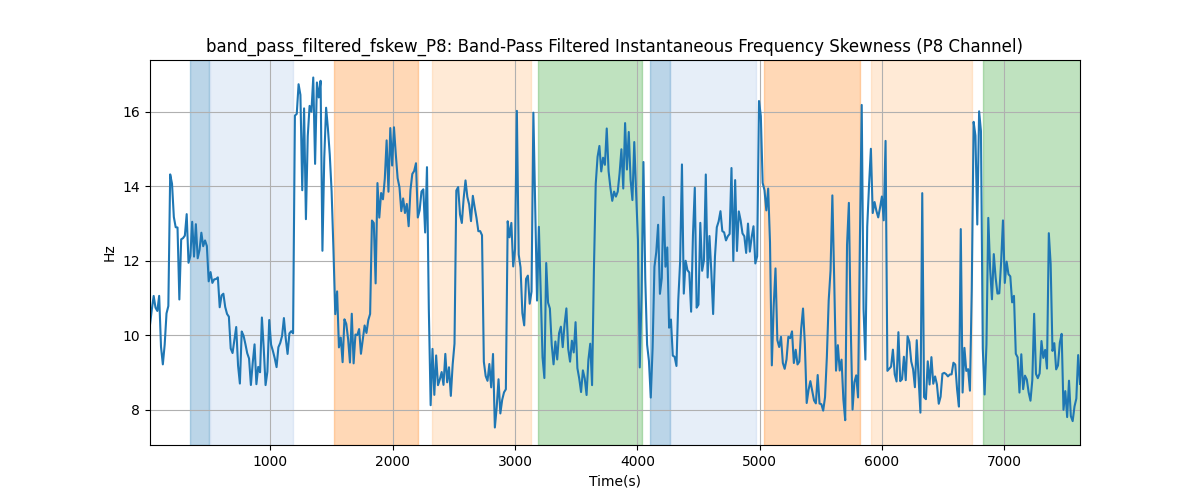 band_pass_filtered_fskew_P8: Band-Pass Filtered Instantaneous Frequency Skewness (P8 Channel)
16
14
12
10
8
Hz
1000 2000 3000 4000 5000 6000 7000
Time(s)